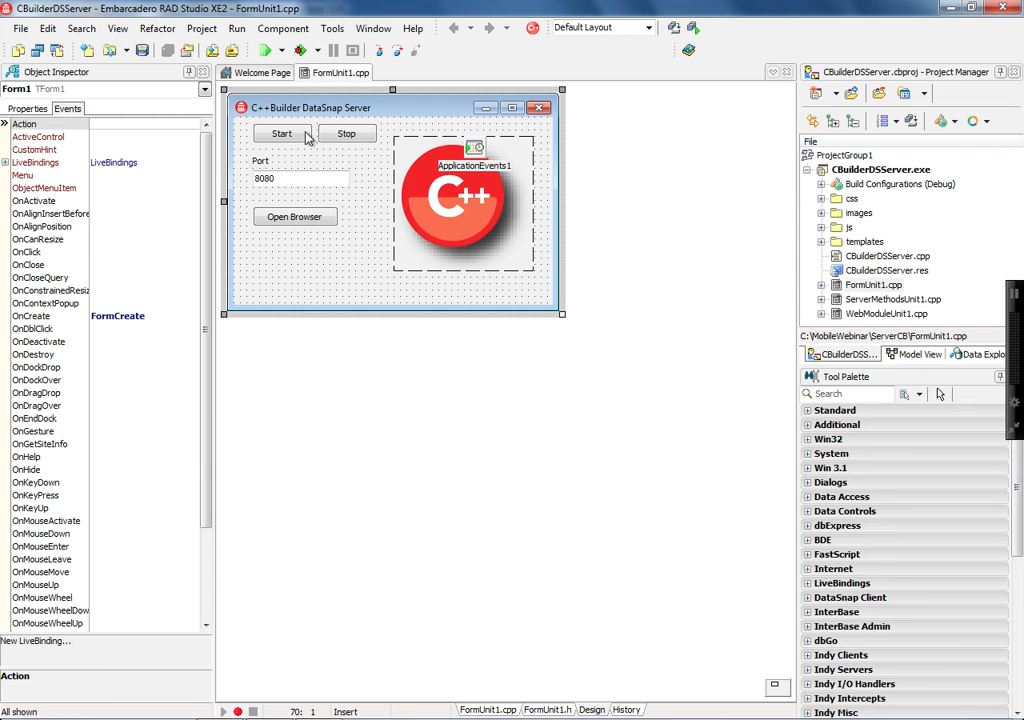 CBuilderDSServer - Embarcadero RAD Studio XE2 - FormUnit1.cpp
File Edit Search View Refactor Project Run Component Tools Window Help
Default Layout
Object Inspector
Form1 TForm1
Properties Events
Action
ActiveControl
CustomHint
LiveBindings LiveBindings
Menu
ObjectMenuItem
OnActivate
OnAlignInsertBefore
OnAlignPosition
OnCanResize
OnClick
OnClose
OnCloseQuery
OnConstrainedResiz
OnContextPopup
OnCreate FormCreate
OnDblClick
OnDeactivate
OnDestroy
OnDockDrop
OnDockOver
OnDragDrop
OnDragOver
OnEndDock
OnGesture
OnGetSiteInfo
OnHelp
OnHide
OnKeyDown
OnKeyPress
OnKeyUp
OnMouseActivate
OnMouseDown
OnMouseEnter
OnMouseLeave
OnMouseMove
OnMouseUp
OnMouseWheel
OnMouseWheelDow
OnMouseWheelUp
New LiveBinding...
Action
All shown
Welcome Page FormUnit1.cpp
C++Builder DataSnap Server
Start Stop
Port
8080
Open Browser
ApplicationEvents1
C++
70: 1 Insert
FormUnit1.cpp FormUnit1.h Design History
CBuilderDSServer.cbproj - Project Manager
File
ProjectGroup1
CBuilderDSServer.exe
Build Configurations (Debug)
css
images
js
templates
CBuilderDSServer.cpp
CBuilderDSServer.res
FormUnit1.cpp
ServerMethodsUnit1.cpp
WebModuleUnit1.cpp
C:\MobileWebinar\ServerCB\FormUnit1.cpp
CBuilderDSS... Model View Data Explo
Tool Palette
Search
Standard
Additional
Win32
System
Win 3.1
Dialogs
Data Access
Data Controls
dbExpress
BDE
FastScript
Internet
LiveBindings
DataSnap Client
InterBase
InterBase Admin
dbGo
Indy Clients
Indy Servers
Indy I/O Handlers
Indy Intercepts
Indy Misc